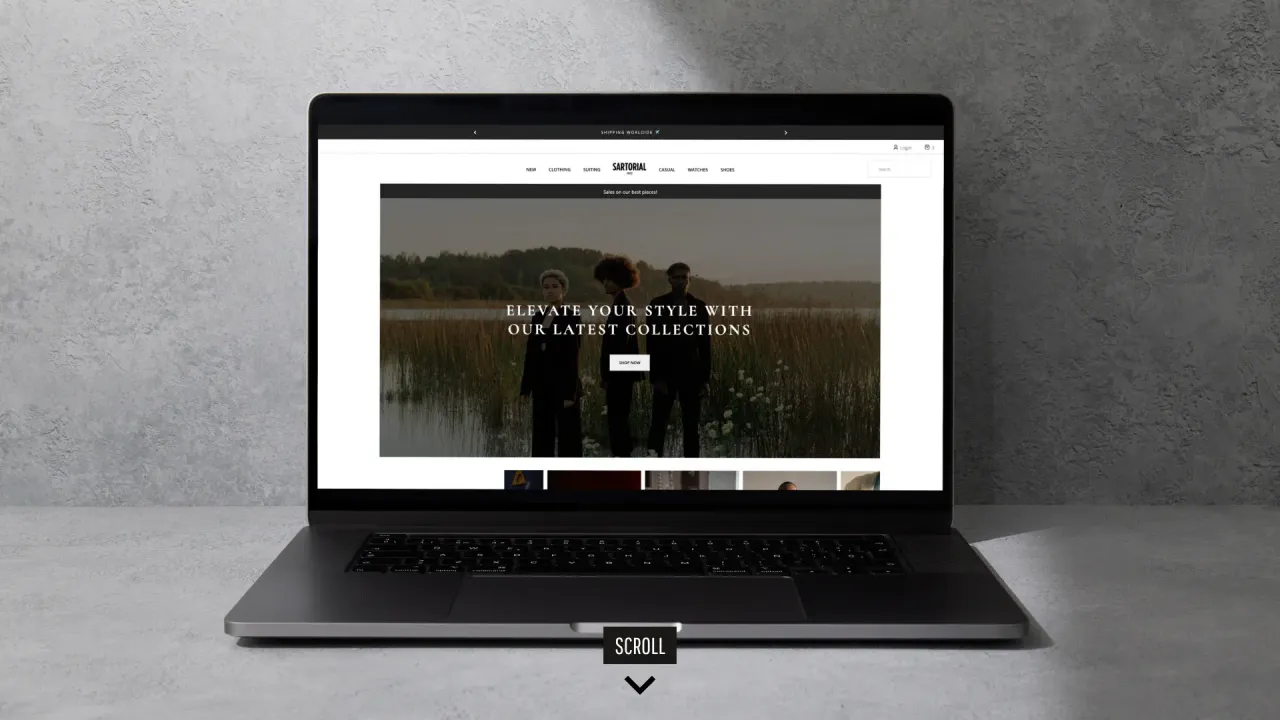 SHIPPING WORLDIDE
Login
NEW CLOTHING SUITING SARTORIAL CASUAL WATCHES SHOES
Sales on our best pieces!
ELEVATE YOUR STYLE WITH
OUR LATEST COLLECTIONS
SHOP NOW
SCROLL